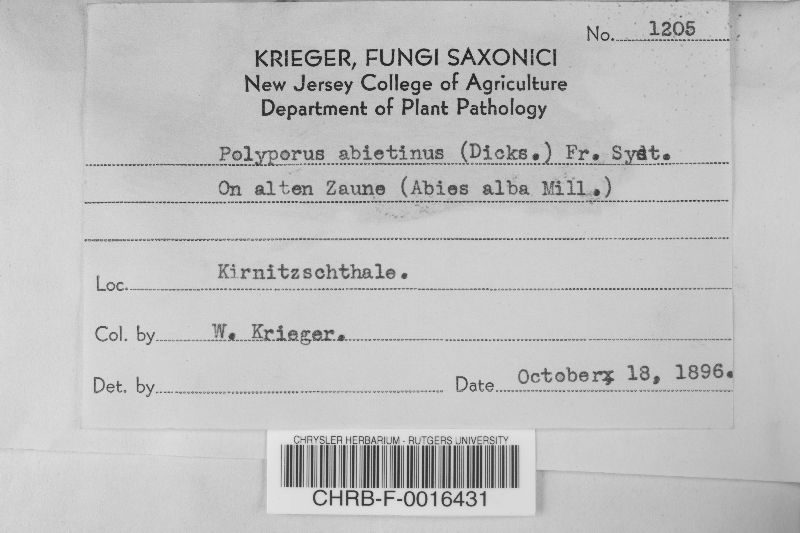 No. 1205
KRIEGER, FUNGI SAXONICI
New Jersey College of Agriculture
Department of Plant Pathology
Polyporus abietinus (Dicks.) Fr. Syst.
On alten Zaune (Abies alba Mill.)
Loc. Kirnitzschthale.
Col. by W. Krieger.
Det. by
Date October, 18, 1896.
CHRYSLER HERBARIUM - RUTGERS UNIVERSITY
CHRB-F-0016431